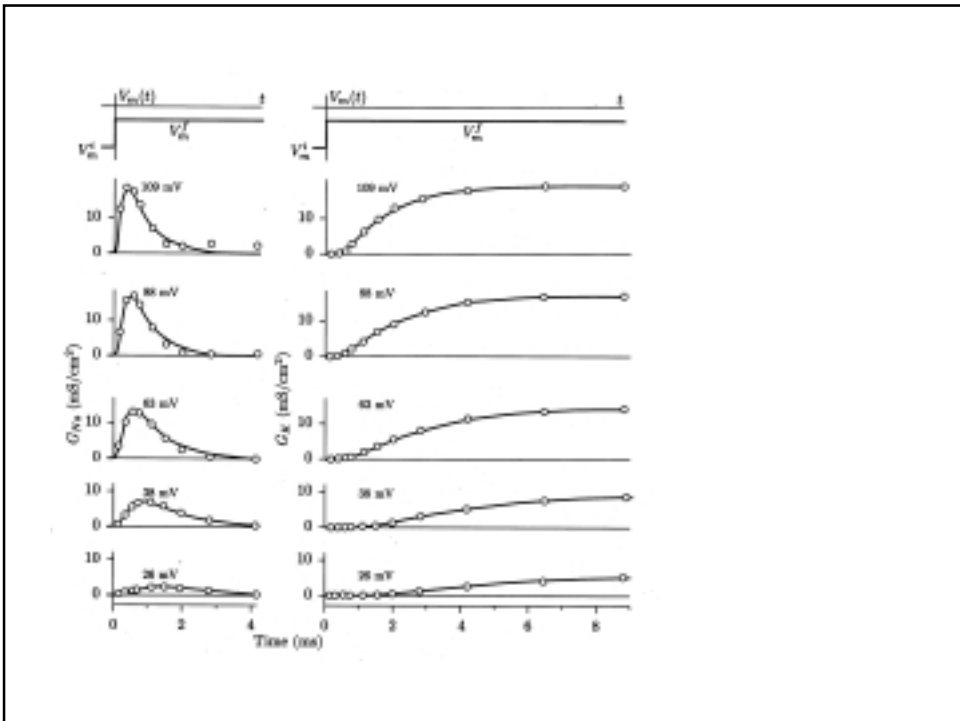 V_m(t) t
V_m^f
V_m^i
109 mV
10
0
88 mV
10
0
63 mV
10
0
38 mV
10
0
26 mV
10
0
0 2 4
G_Na (mS/cm²)
V_m(t) t
V_m^f
V_m^i
109 mV
10
0
88 mV
10
0
63 mV
10
0
38 mV
10
0
26 mV
10
0
0 2 4 6 8
G_K (mS/cm²)
Time (ms)